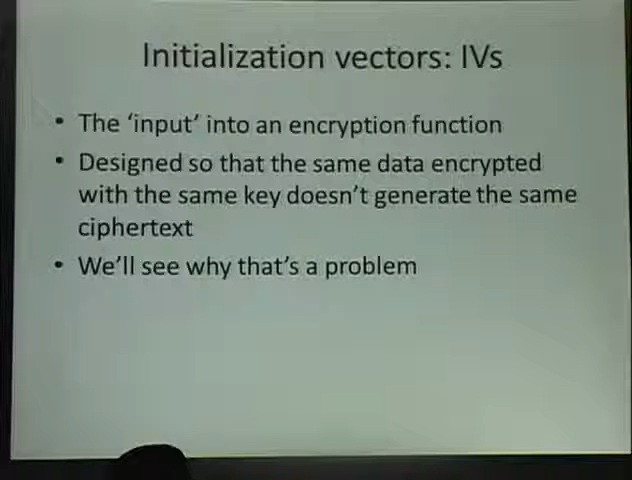 Initialization vectors: IVs
• The ‘input’ into an encryption function
• Designed so that the same data encrypted
with the same key doesn’t generate the same
ciphertext
• We’ll see why that’s a problem